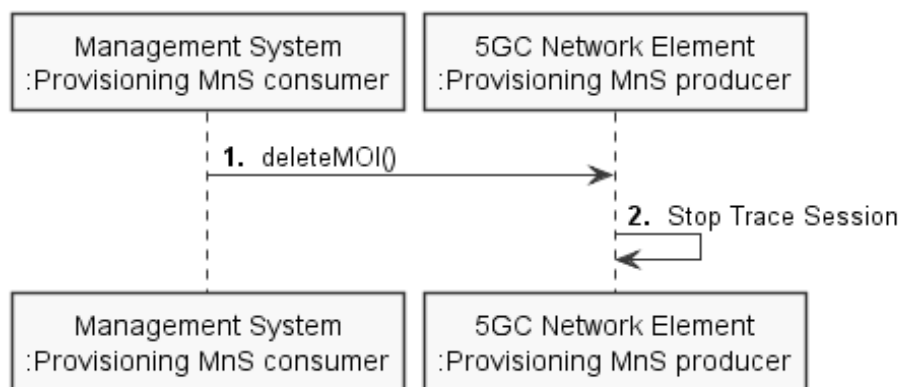 Management System
:Provisioning MnS consumer
5GC Network Element
:Provisioning MnS producer
1. deleteMOI()
2. Stop Trace Session
Management System
:Provisioning MnS consumer
5GC Network Element
:Provisioning MnS producer